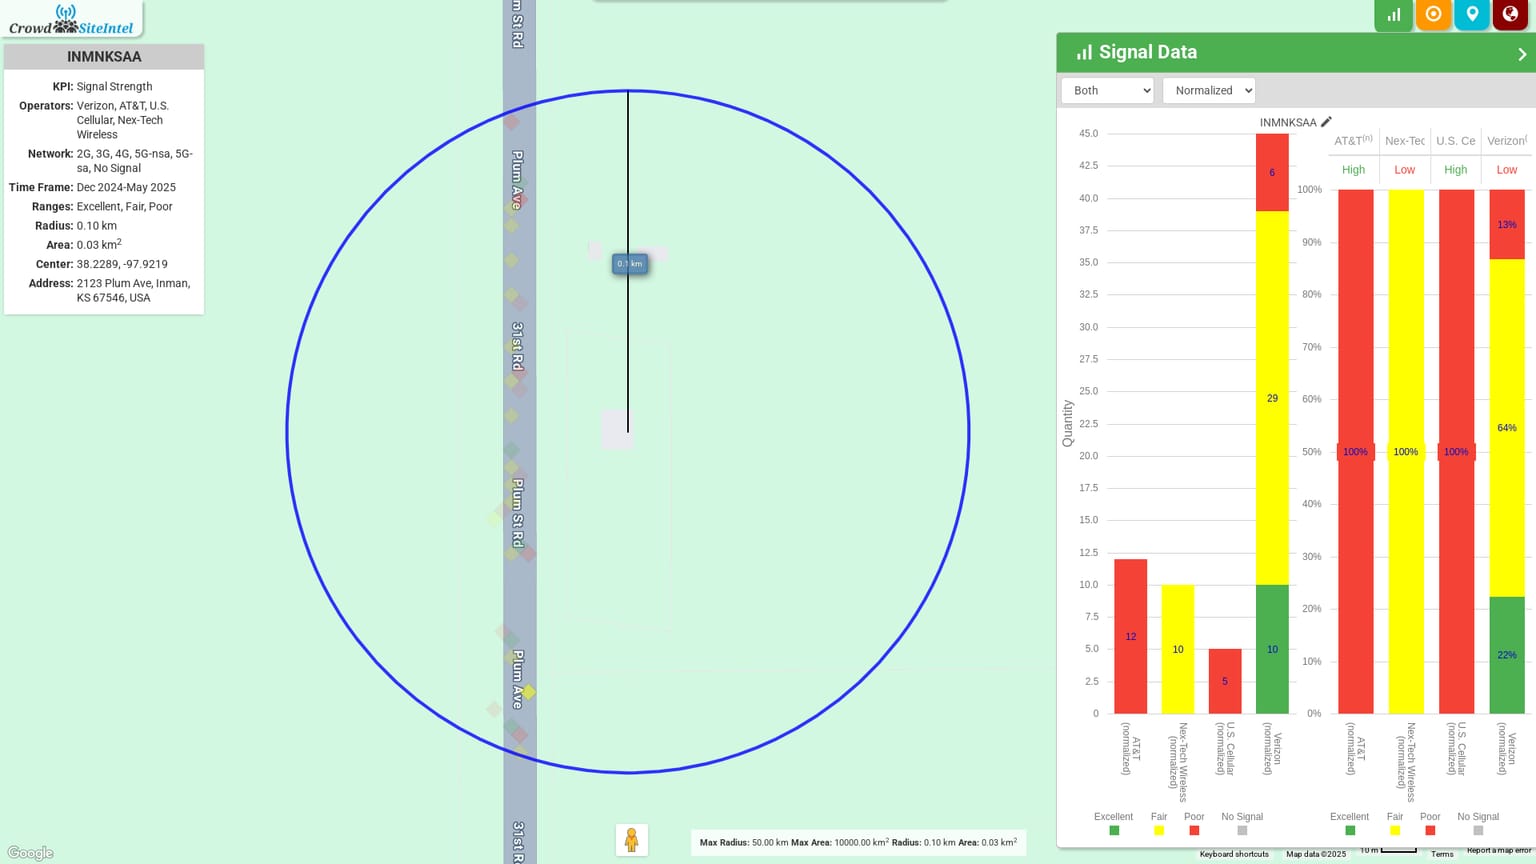 Crowd SiteIntel
INMNKSAA
KPI: Signal Strength
Operators: Verizon, AT&T, U.S.
Cellular, Nex-Tech
Wireless
Network: 2G, 3G, 4G, 5G-nsa, 5G-
sa, No Signal
Time Frame: Dec 2024-May 2025
Ranges: Excellent, Fair, Poor
Radius: 0.10 km
Area: 0.03 km²
Center: 38.2289, -97.9219
Address: 2123 Plum Ave, Inman,
KS 67546, USA
m St Rd
Plum Ave
0.1 km
31st Rd
Plum St Rd
Plum Ave
31st R
Google
Max Radius: 50.00 km Max Area: 10000.00 km² Radius: 0.10 km Area: 0.03 km²
Signal Data
Both
Normalized
INMNKSAA
Quantity
45.0
42.5
40.0
37.5
35.0
32.5
30.0
27.5
25.0
22.5
20.0
17.5
15.0
12.5
10.0
7.5
5.0
2.5
0
12
10
5
6
29
10
AT&T (normalized)
Nex-Tech Wireless (normalized)
U.S. Cellular (normalized)
Verizon (normalized)
Excellent
Fair
Poor
No Signal
AT&T(n)
Nex-Tec
U.S. Ce
Verizon(
High
Low
High
Low
100%
90%
80%
70%
60%
50%
40%
30%
20%
10%
0%
100%
100%
100%
13%
64%
22%
AT&T (normalized)
Nex-Tech Wireless (normalized)
U.S. Cellular (normalized)
Verizon (normalized)
Excellent
Fair
Poor
No Signal
Keyboard shortcuts
Map data ©2025
10 m
Terms
Report a map error